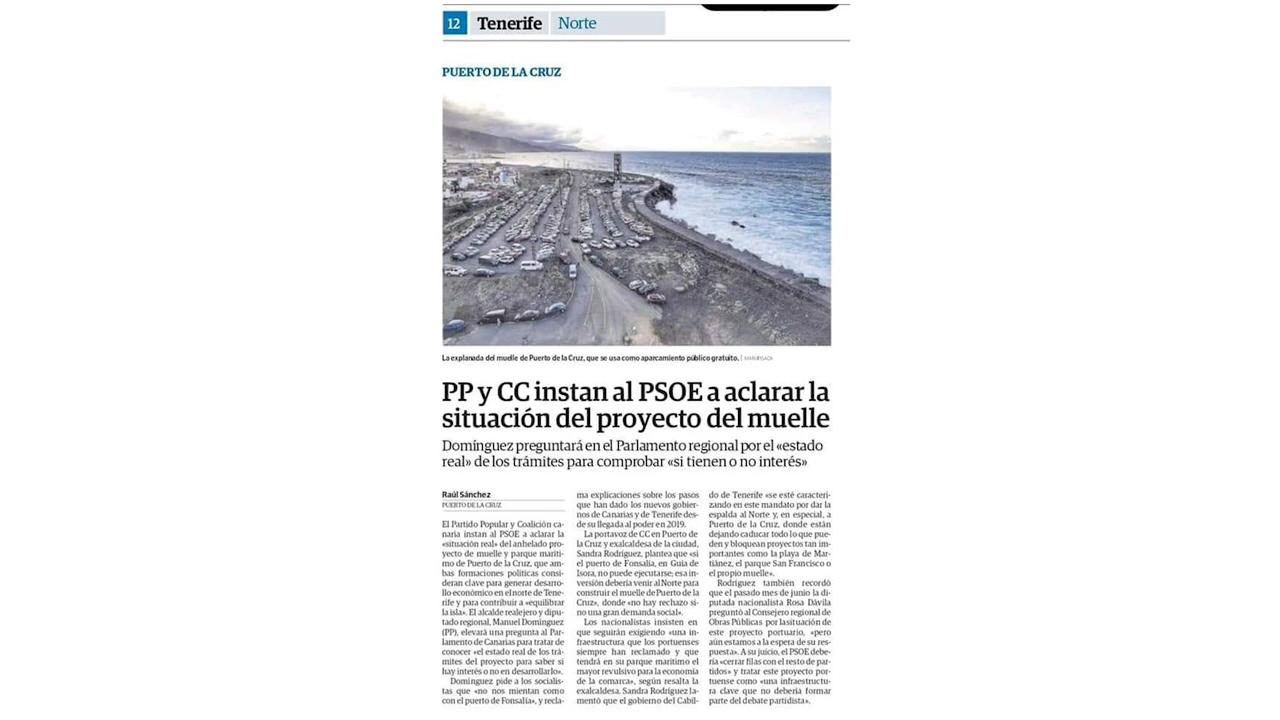 12 Tenerife Norte
PUERTO DE LA CRUZ
La explanada del muelle de Puerto de la Cruz, que se usa como aparcamiento público gratuito. |
PP y CC instan al PSOE a aclarar la
situación del proyecto del muelle
Domínguez preguntará en el Parlamento regional por el «estado
real» de los trámites para comprobar «si tienen o no interés»
Raúl Sánchez
PUERTO DE LA CRUZ
El Partido Popular y Coalición ca-
naria instan al PSOE a aclarar la
«situación real» del anhelado pro-
yecto de muelle y parque maríti-
mo de Puerto de la Cruz, que am-
bas formaciones políticas consi-
deran clave para generar desarro-
llo económico en el norte de Tene-
rife y para contribuir a «equilibrar
la isla». El alcalde realejero y dipu-
tado regional, Manuel Domínguez
(PP), elevará una pregunta al Par-
lamento de Canarias para tratar de
conocer «el estado real de los trá-
mites del proyecto para saber si
hay interés o no en desarrollarlo».
Domínguez pide a los socialis-
tas que «no nos mientan como
con el puerto de Fonsalía», y recla-
ma explicaciones sobre los pasos
que han dado los nuevos gobier-
nos de Canarias y de Tenerife des-
de su llegada al poder en 2019.
La portavoz de CC en Puerto de
la Cruz y exalcaldesa de la ciudad,
Sandra Rodríguez, plantea que «si
el puerto de Fonsalía, en Guía de
Isora, no puede ejecutarse; esa in-
versión debería venir al Norte para
construir el muelle de Puerto de la
Cruz», donde «no hay rechazo si-
no una gran demanda social».
Los nacionalistas insisten en
que seguirán exigiendo «una in-
fraestructura que los portuenses
siempre han reclamado y que
tendrá en su parque marítimo el
mayor revulsivo para la economía
de la comarca», según resalta la
exalcaldesa. Sandra Rodríguez la-
mentó que el gobierno del Cabil-
do de Tenerife «se esté caracteri-
zando en este mandato por dar la
espalda al Norte y, en especial, a
Puerto de la Cruz, donde están
dejando caducar todo lo que pue-
den y bloquean proyectos tan im-
portantes como la playa de Mar-
tiánez, el parque San Francisco o
el propio muelle».
Rodríguez también recordó
que el pasado mes de junio la di-
putada nacionalista Rosa Dávila
preguntó al Consejero regional de
Obras Públicas por la situación de
este proyecto portuario, «pero
aún estamos a la espera de su res-
puesta». A su juicio, el PSOE debe-
ría «cerrar filas con el resto de par-
tidos» y tratar este proyecto por-
tuense como «una infraestructu-
ra clave que no debería formar
parte del debate partidista».